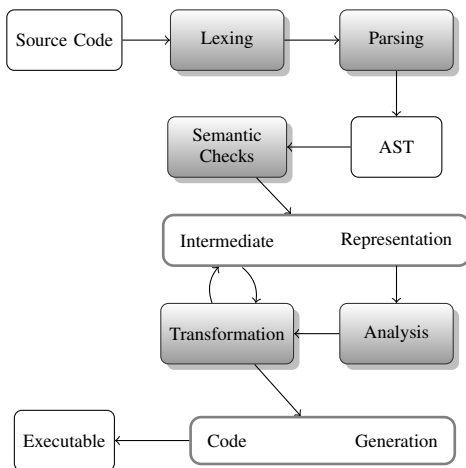 Source Code
Lexing
Parsing
Semantic
Checks
AST
Intermediate Representation
Transformation
Analysis
Executable
Code Generation